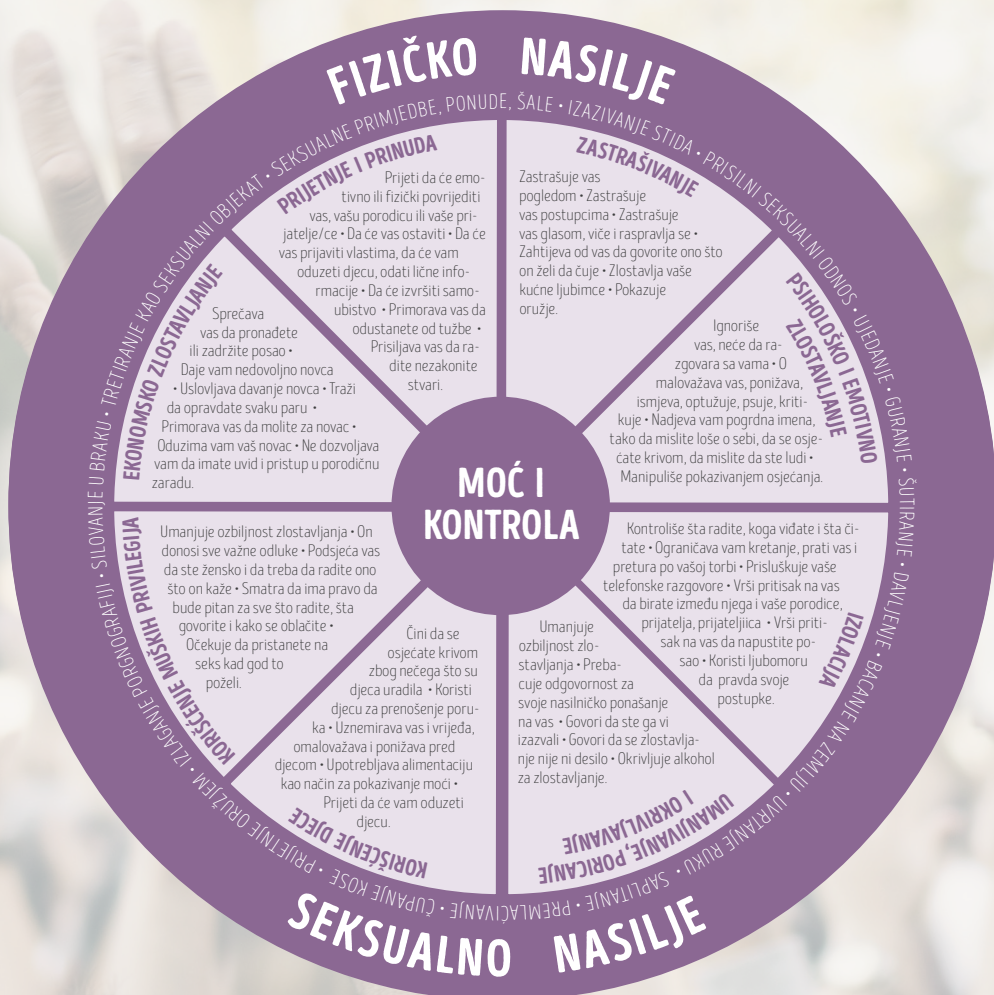 FIZIČKO NASILJE
SEKSUALNE PRIMJEDBE, PONUDE, ŠALE • IZAZIVANJE STIDA • PRISILNI SEKSUALNI ODNOS • UJEDANJE • GURANJE • ŠUTIRANJE • DAVLJENJE • BACANJE NA ZEMLJU • UVRTANJE RUKU • SAPLITANJE • PREMLAĆIVANJE • ČUPANJE KOSE • PRIJETNJE ORUŽJEM • IZLAGANJE PORGNOGRAFIJI • SILOVANJE U BRAKU • TRETIRANJE KAO SEKSUALNI OBJEKAT •
PRIJETNJE I PRINUDA
Prijeti da će emo-
tivno ili fizički povrijediti
vas, vašu porodicu ili vaše pri-
jatelje/ce • Da će vas ostaviti • Da će
vas prijaviti vlastima, da će vam
oduzeti djecu, odati lične info-
rmacije • Da će izvršiti samo-
ubistvo • Primorava vas da
odustanete od tužbe •
Prisiljava vas da ra-
dite nezakonite
stvari.
ZASTRAŠIVANJE
Zastrašuje vas
pogledom • Zastrašuje
vas postupcima • Zastrašuje
vas glasom, viče i raspravlja se •
Zahtijeva od vas da govorite ono što
on želi da čuje • Zlostavlja vaše
kućne ljubimce • Pokazuje
oružje.
PSIHOLOŠKO I EMOTIVNO
ZLOSTAVLJANJE
Ignoriše
vas, neće da ra-
zgovara sa vama • O
malovažava vas, ponižava,
ismjeva, optužuje, psuje, kriti-
kuje • Nadjeva vam pogrdna imena,
tako da mislite loše o sebi, da se osje-
ćate krivom, da mislite da ste ludi •
Manipuliše pokazivanjem osjećanja.
IZOLACIJA
Kontroliše šta radite, koga viđate i šta či-
tate • Ograničava vam kretanje, prati vas i
pretura po vašoj torbi • Prisluškuje vaše
telefonske razgovore • Vrši pritisak na vas
da birate između njega i vaše porodice,
prijatelja, prijateljiica • Vrši priti-
sak na vas da napustite po-
sao • Koristi ljubomoru
da pravda svoje
postupke.
UMANJIVANJE, PORICANJE
I OKRIVLJAVANJE
Umanjuje
ozbiljnost zlo-
stavljanja • Preba-
cuje odgovornost za
svoje nasilničko ponašanje
na vas • Govori da ste ga vi
izazvali • Govori da se zlostavlja-
nje nije ni desilo • Okrivljuje alkohol
za zlostavljanje.
KORIŠĆENJE DJECE
Čini da se
osjećate krivom
zbog nečega što su
djeca uradila • Koristi
djecu za prenošenje poru-
ka • Uznemirava vas i vrijeđa,
omalovažava i ponižava pred
djecom • Upotrebljava alimentaciju
kao način za pokazivanje moći •
Prijeti da će vam oduzeti
djecu.
KORIŠĆENJE MUŠKIH PRIVILEGIJA
Umanjuje ozbiljnost zlostavljanja • On
donosi sve važne odluke • Podsjeća vas
da ste žensko i da treba da radite ono
što on kaže • Smatra da ima pravo da
bude pitan za sve što radite, šta
govorite i kako se oblačite •
Očekuje da pristanete na
seks kad god to
poželi.
EKONOMSKO ZLOSTAVLJANJE
Sprečava
vas da pronađete
ili zadržite posao •
Daje vam nedovoljno novca
• Uslovljava davanje novca • Traži
da opravdate svaku paru •
Primorava vas da molite za novac •
Oduzima vam vaš novac • Ne dozvoljava
vam da imate uvid i pristup u porodičnu
zaradu.
MOĆ I
KONTROLA
SEKSUALNO NASILJE